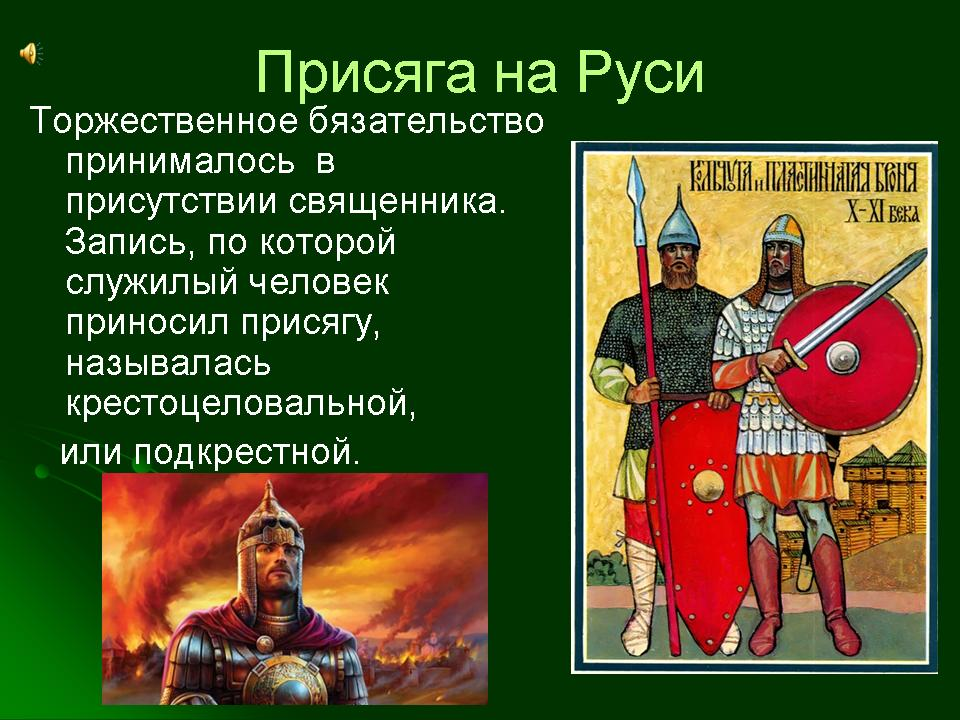 Присяга на Руси
Торжественное бязательство
принималось в
присутствии священника.
Запись, по которой
служилый человек
приносил присягу,
называлась
крестоцеловальной,
или подкрестной.
КОЛЬЧУГА и ПЛАСТИНЧАТАЯ БРОНЯ
X-XI ВЕКА